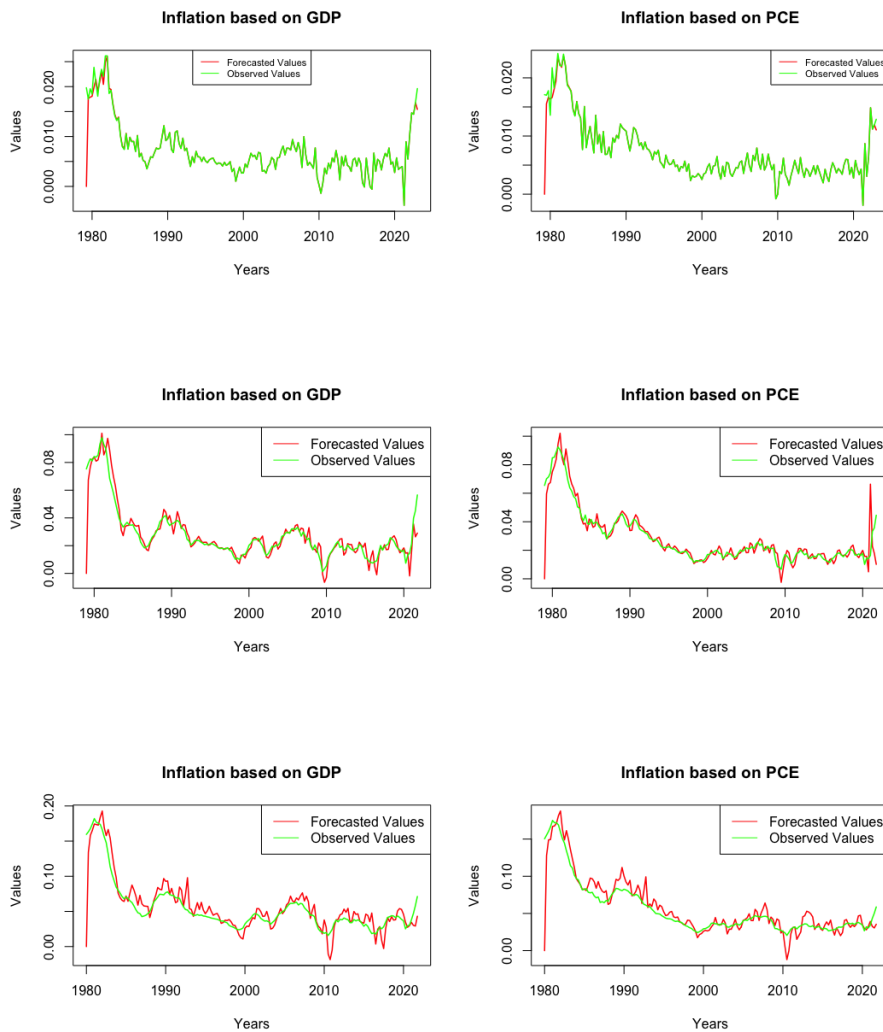 Inflation based on GDP
Values
0.000
0.010
0.020
Forecasted Values
Observed Values
1980 1990 2000 2010 2020
Years
Inflation based on PCE
Values
0.000
0.010
0.020
Forecasted Values
Observed Values
1980 1990 2000 2010 2020
Years
Inflation based on GDP
Values
0.00
0.04
0.08
Forecasted Values
Observed Values
1980 1990 2000 2010 2020
Years
Inflation based on PCE
Values
0.00
0.04
0.08
Forecasted Values
Observed Values
1980 1990 2000 2010 2020
Years
Inflation based on GDP
Values
0.00
0.10
0.20
Forecasted Values
Observed Values
1980 1990 2000 2010 2020
Years
Inflation based on PCE
Values
0.00
0.10
Forecasted Values
Observed Values
1980 1990 2000 2010 2020
Years